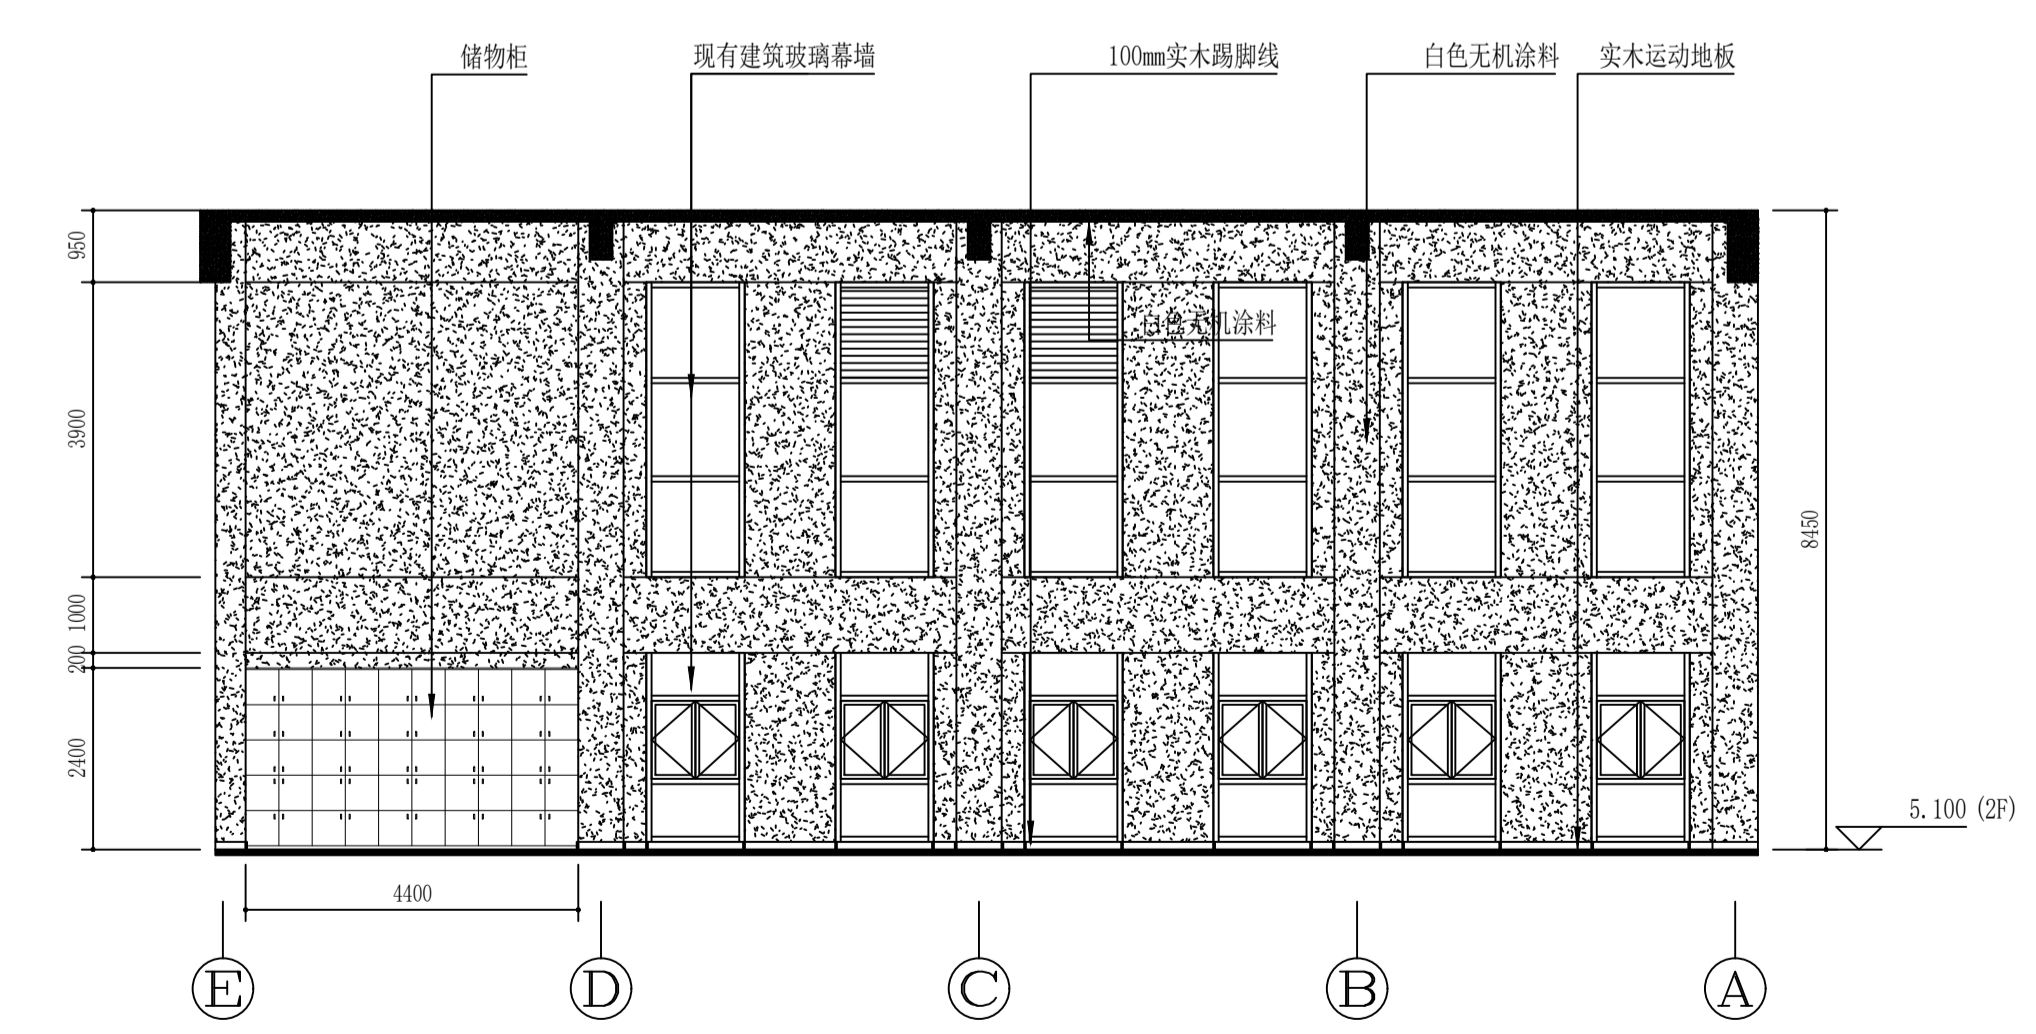 储物柜
现有建筑玻璃幕墙
100mm实木踢脚线
白色无机涂料
实木运动地板
950
白色无机涂料
3900
8450
1000
200
2400
5.100 (2F)
4400
E
D
C
B
A